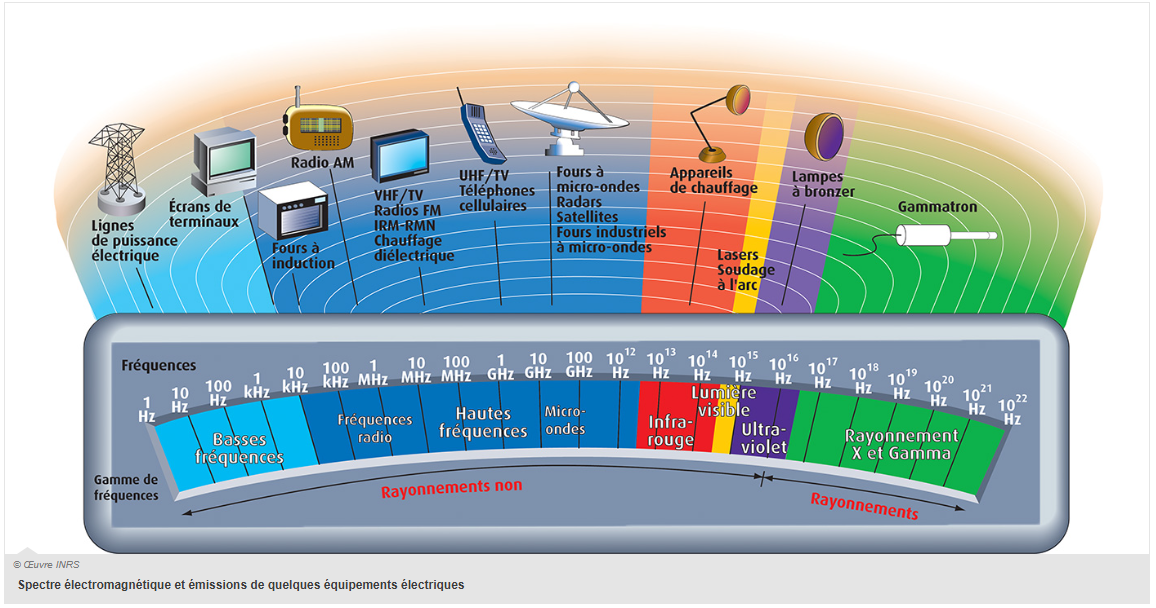 Lignes
de puissance
électrique
Écrans de
terminaux
Radio AM
Fours à
induction
VHF/TV
Radios FM
IRM-RMN
Chauffage
diélectrique
UHF/TV
Téléphones
cellulaires
Fours à
micro-ondes
Radars
Satellites
Fours industriels
à micro-ondes
Appareils
de chauffage
Lasers
Soudage
à l'arc
Lampes
à bronzer
Gammatron
Fréquences
1
Hz
10
Hz
100
Hz
1
kHz
10
kHz
100
kHz
1
MHz
10
MHz
100
MHz
1
GHz
10
GHz
100
GHz
10¹²
Hz
10¹³
Hz
10¹⁴
Hz
10¹⁵
Hz
10¹⁶
Hz
10¹⁷
Hz
10¹⁸
Hz
10¹⁹
Hz
10²⁰
Hz
10²¹
Hz
10²²
Hz
Gamme de
fréquences
Basses
fréquences
Fréquences
radio
Hautes
fréquences
Micro-
ondes
Infra-
rouge
Lumière
visible
Ultra-
violet
Rayonnement
X et Gamma
Rayonnements non
Rayonnements
© Œuvre INRS
Spectre électromagnétique et émissions de quelques équipements électriques